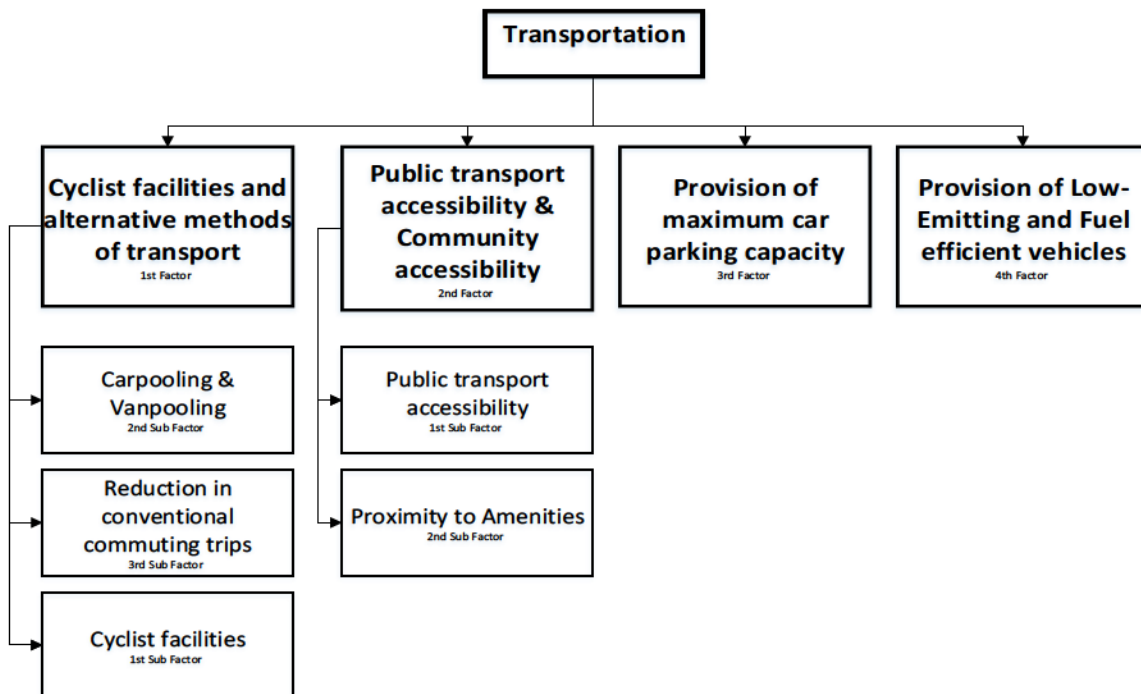 Transportation
Cyclist facilities and
alternative methods
of transport
1st Factor
Public transport
accessibility &
Community
accessibility
2nd Factor
Provision of
maximum car
parking capacity
3rd Factor
Provision of Low-
Emitting and Fuel
efficient vehicles
4th Factor
Carpooling &
Vanpooling
2nd Sub Factor
Reduction in
conventional
commuting trips
3rd Sub Factor
Cyclist facilities
1st Sub Factor
Public transport
accessibility
1st Sub Factor
Proximity to Amenities
2nd Sub Factor